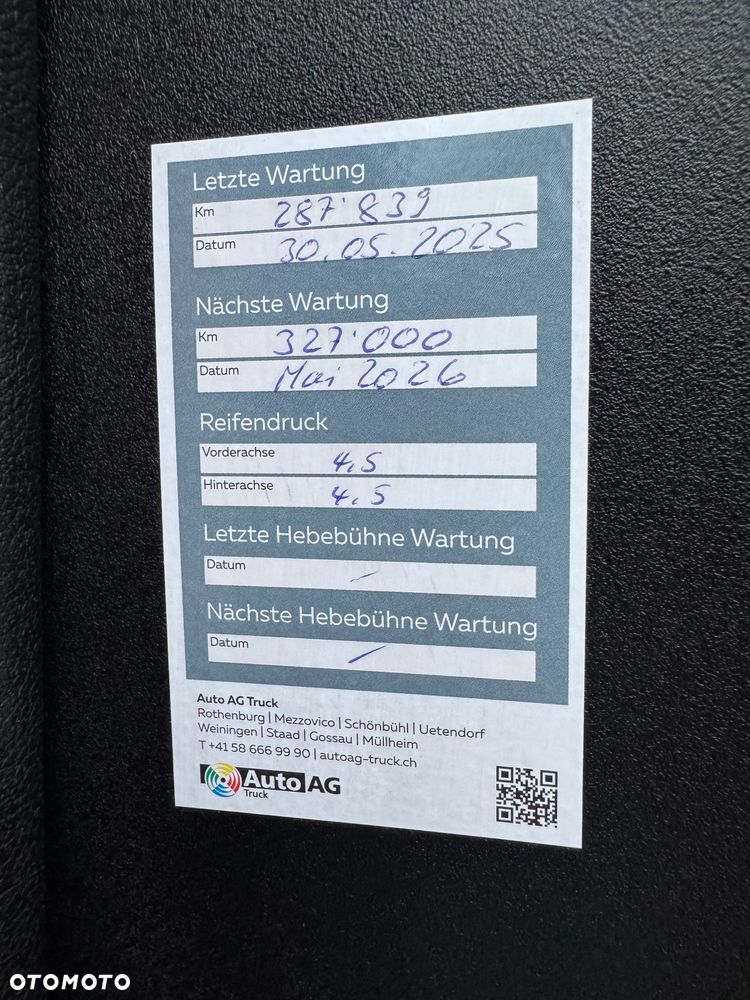 Letzte Wartung
Km 287'839
Datum 30.05.2025
Nächste Wartung
Km 327'000
Datum Mai 2026
Reifendruck
Vorderachse 4.5
Hinterachse 4.5
Letzte Hebebühne Wartung
Datum -
Nächste Hebebühne Wartung
Datum /
Auto AG Truck
Rothenburg | Mezzovico | Schönbühl | Uetendorf
Weiningen | Staad | Gossau | Müllheim
T +41 58 666 99 90 | autoag-truck.ch
Auto AG
Truck
OTOMOTO